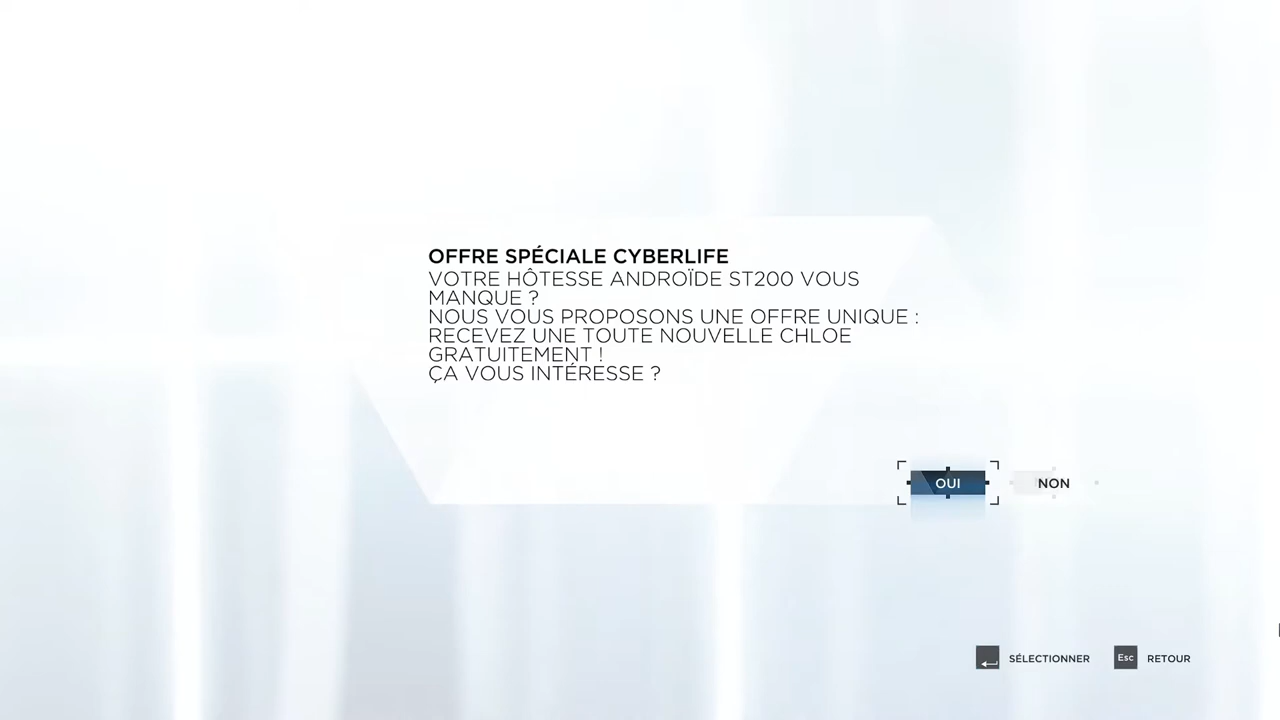 OFFRE SPÉCIALE CYBERLIFE
VOTRE HÔTESSE ANDROÏDE ST200 VOUS
MANQUE ?
NOUS VOUS PROPOSONS UNE OFFRE UNIQUE :
RECEVEZ UNE TOUTE NOUVELLE CHLOE
GRATUITEMENT !
ÇA VOUS INTÉRESSE ?
OUI NON
Esc
SÉLECTIONNER RETOUR